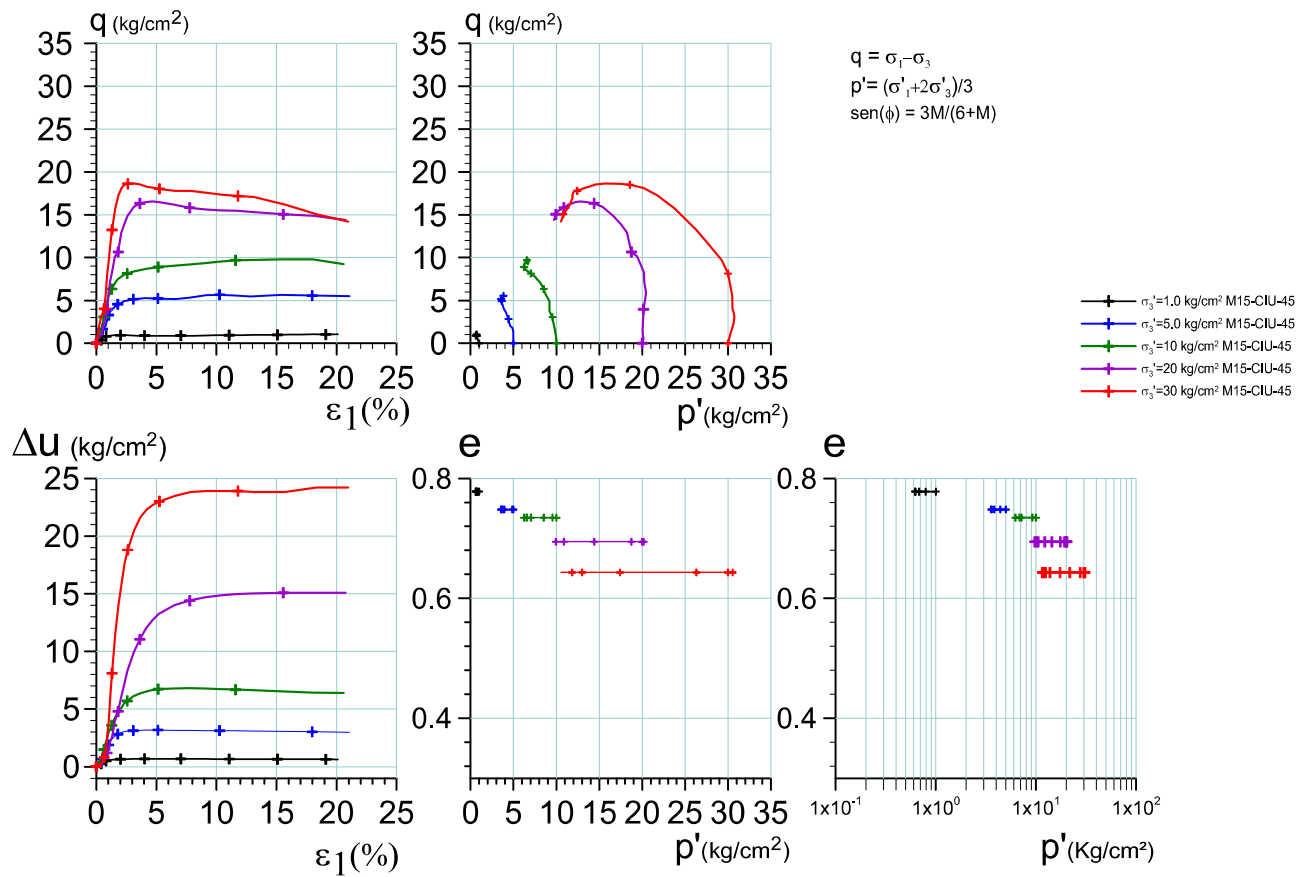 q (kg/cm²)
35
30
25
20
15
10
5
0
0 5 10 15 20 25
ε₁(%)
q (kg/cm²)
35
30
25
20
15
10
5
0
0 5 10 15 20 25 30 35
p'(kg/cm²)
q = σ₁−σ₃
p'= (σ'₁+2σ'₃)/3
sen(ϕ) = 3M/(6+M)
σ₃'=1.0 kg/cm² M15-CIU-45
σ₃'=5.0 kg/cm² M15-CIU-45
σ₃'=10 kg/cm² M15-CIU-45
σ₃'=20 kg/cm² M15-CIU-45
σ₃'=30 kg/cm² M15-CIU-45
Δu (kg/cm²)
25
20
15
10
5
0
0 5 10 15 20 25
ε₁(%)
e
0.8
0.6
0.4
0 5 10 15 20 25 30 35
p'(kg/cm²)
e
0.8
0.6
0.4
1x10⁻¹ 1x10⁰ 1x10¹ 1x10²
p'(Kg/cm²)